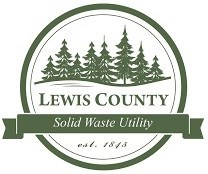 LEWIS COUNTY
Solid Waste Utility
est. 1845